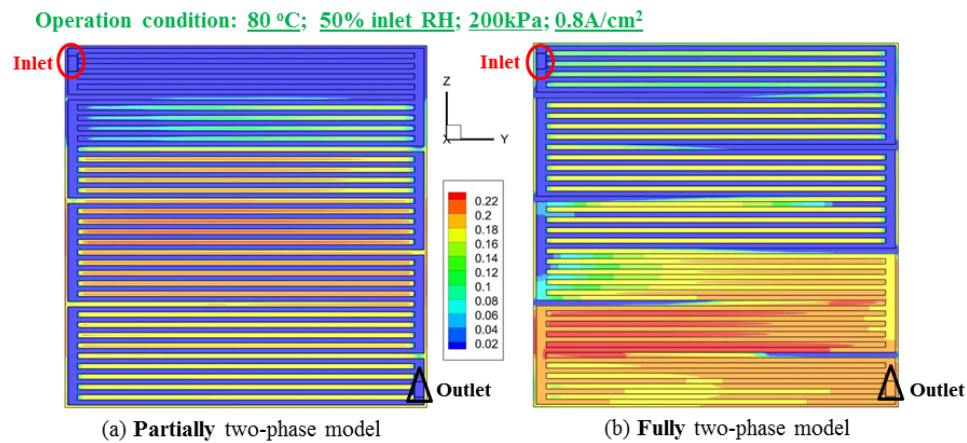 Operation condition: 80 °C; 50% inlet RH; 200kPa; 0.8A/cm²
Inlet
Z
X
Y
0.22
0.2
0.18
0.16
0.14
0.12
0.1
0.08
0.06
0.04
0.02
Outlet
Inlet
Outlet
(a) Partially two-phase model
(b) Fully two-phase model